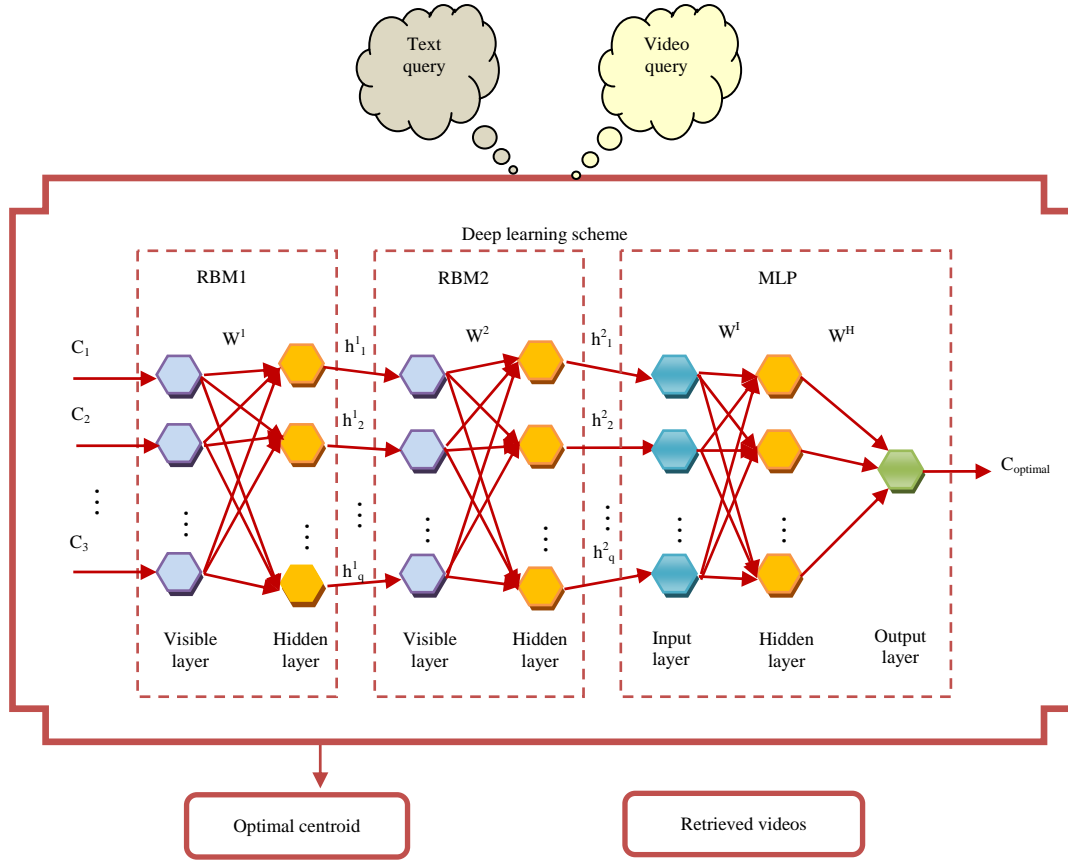 Text
query
Video
query
Deep learning scheme
RBM1
RBM2
MLP
W¹
W²
Wᴵ
Wᴴ
C₁
C₂
⋮
C₃
h¹₁
h¹₂
⋮
h¹q
h²₁
h²₂
⋮
h²q
Coptimal
Visible
layer
Hidden
layer
Visible
layer
Hidden
layer
Input
layer
Hidden
layer
Output
layer
Optimal centroid
Retrieved videos